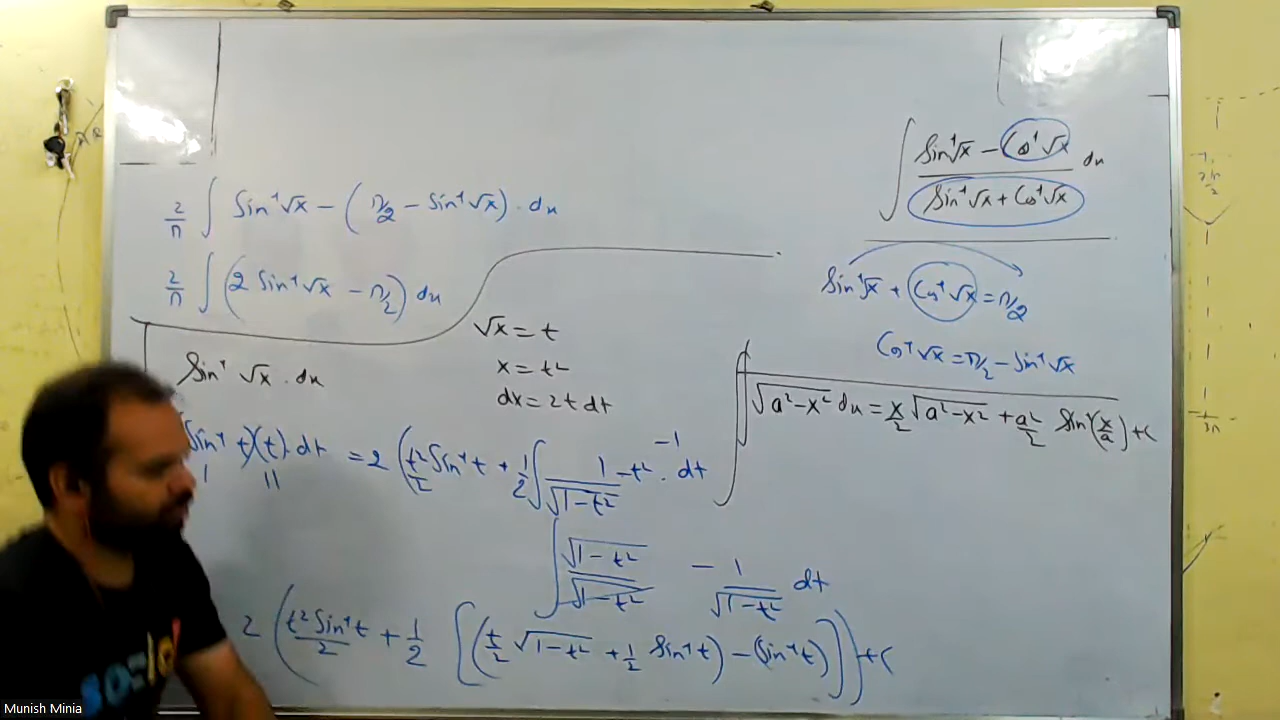 ∫ (Sin⁻¹√x − Cos⁻¹√x) / (Sin⁻¹√x + Cos⁻¹√x) dx
Sin⁻¹√x + Cos⁻¹√x = π/2
Cos⁻¹√x = π/2 − Sin⁻¹√x
∫ √(a²−x²) dx = x/2 √(a²−x²) + a²/2 Sin⁻¹(x/a) + C
2/π ∫ Sin⁻¹√x − (π/2 − Sin⁻¹√x) . dx
2/π ∫ (2 Sin⁻¹√x − π/2) dx
√x = t
x = t²
dx = 2t dt
Sin⁻¹ √x . dx
Sin⁻¹ t)(t) . dt = 2 (t²/2 Sin⁻¹t + 1/2 ∫ (1 − t² −1)/√(1−t²) . dt
I II
∫ √(1−t²)/√(1−t²) − 1/√(1−t²) dt
2 (t² Sin⁻¹t/2 + 1/2 [(t/2 √(1−t²) + 1/2 Sin⁻¹t) − (Sin⁻¹t)]) + C
Munish Minia